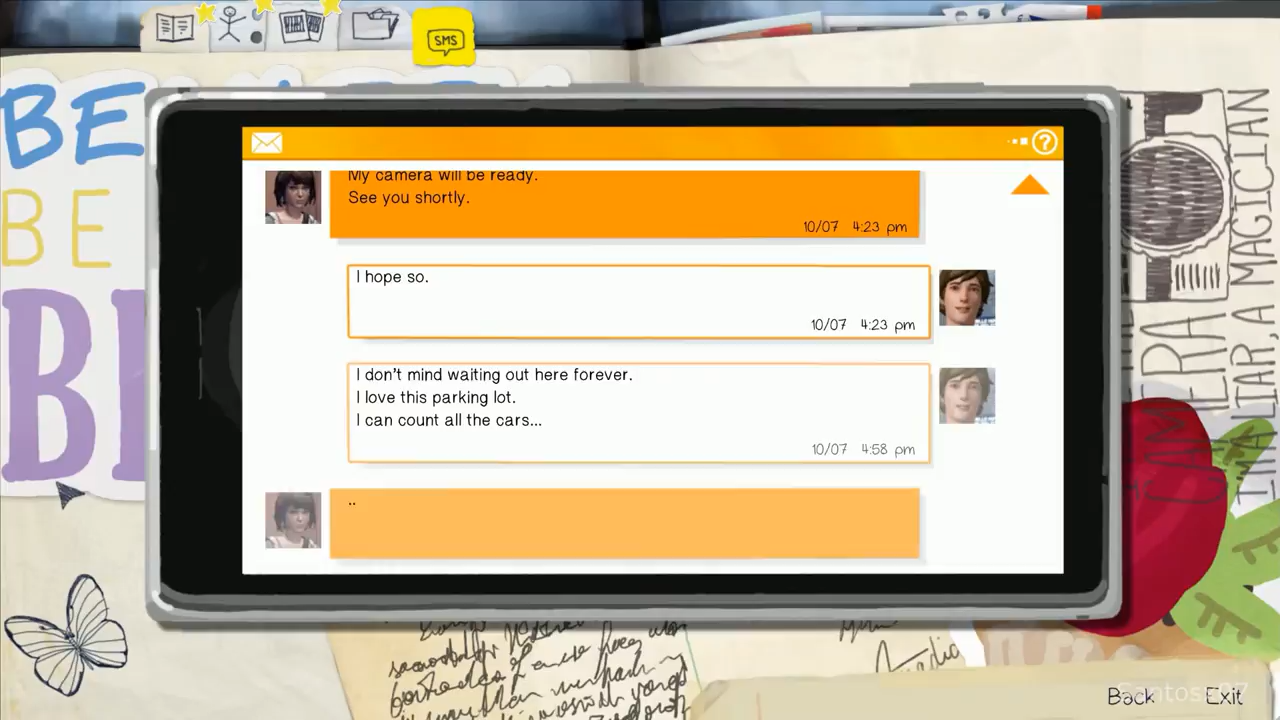 SMS
BE
BE
My camera will be ready.
See you shortly.
10/07 4:23 pm
I hope so.
10/07 4:23 pm
I don't mind waiting out here forever.
I love this parking lot.
I can count all the cars...
10/07 4:58 pm
..
CAMERA
LIAR, A MAGICIAN
Back
Exit